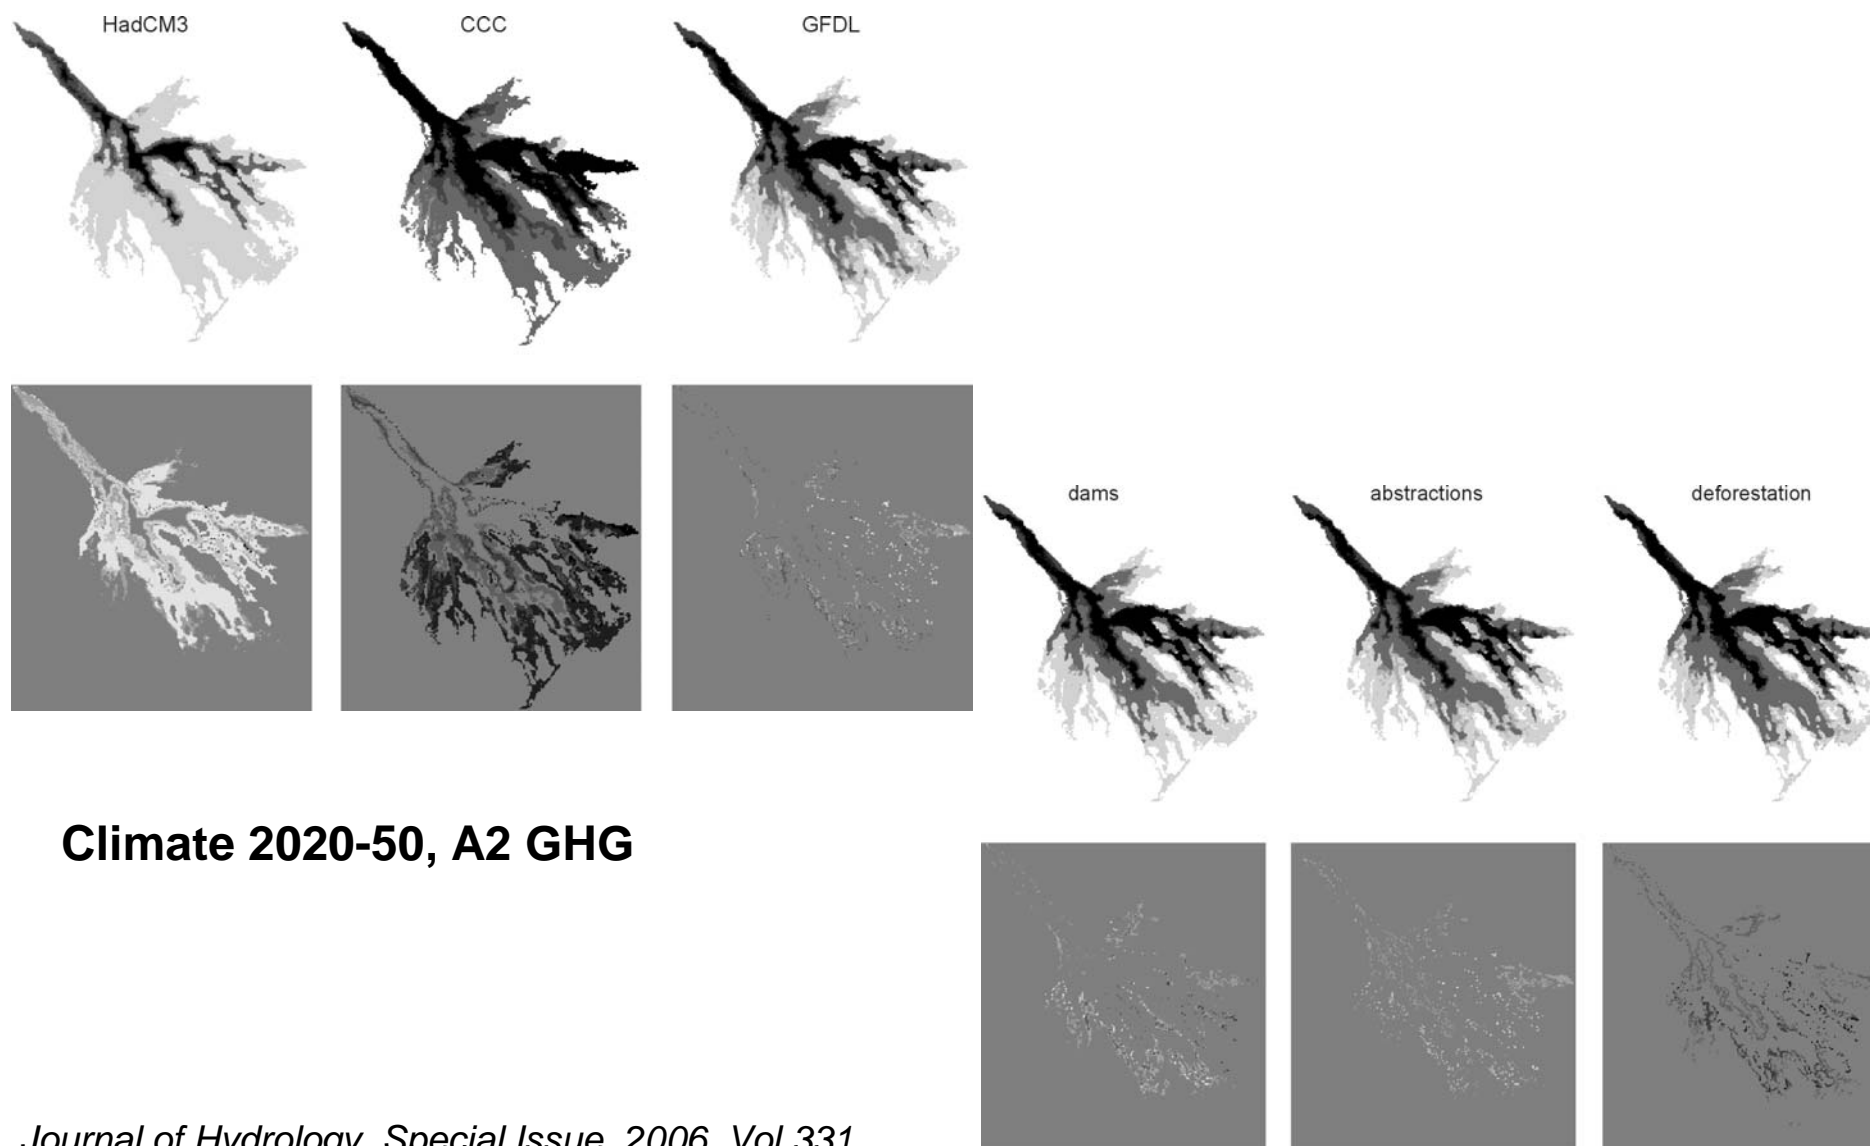 HadCM3
CCC
GFDL
dams
abstractions
deforestation
Climate 2020-50, A2 GHG
Journal of Hydrology, Special Issue, 2006, Vol 331